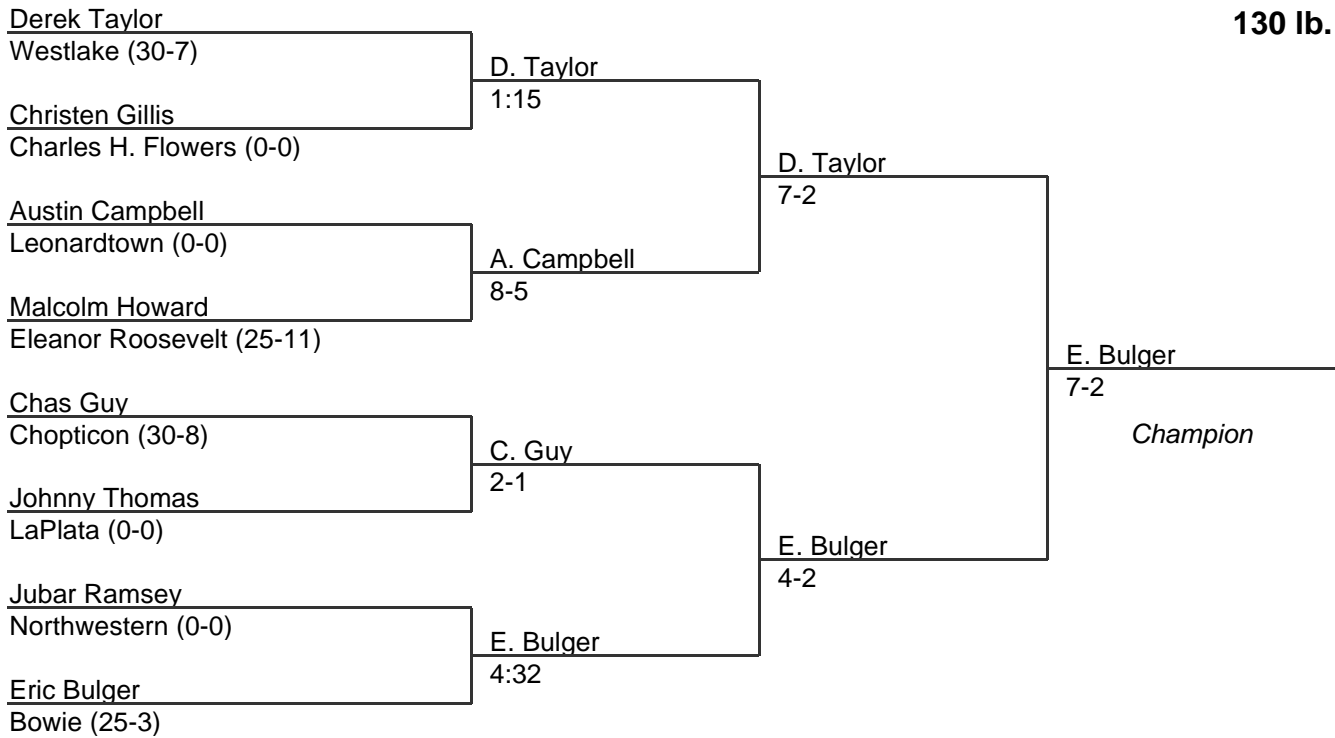 Derek Taylor
Westlake (30-7)
130 lb.
D. Taylor
1:15
Christen Gillis
Charles H. Flowers (0-0)
D. Taylor
7-2
Austin Campbell
Leonardtown (0-0)
A. Campbell
8-5
Malcolm Howard
Eleanor Roosevelt (25-11)
E. Bulger
7-2
Champion
Chas Guy
Chopticon (30-8)
C. Guy
2-1
Johnny Thomas
LaPlata (0-0)
E. Bulger
4-2
Jubar Ramsey
Northwestern (0-0)
E. Bulger
4:32
Eric Bulger
Bowie (25-3)